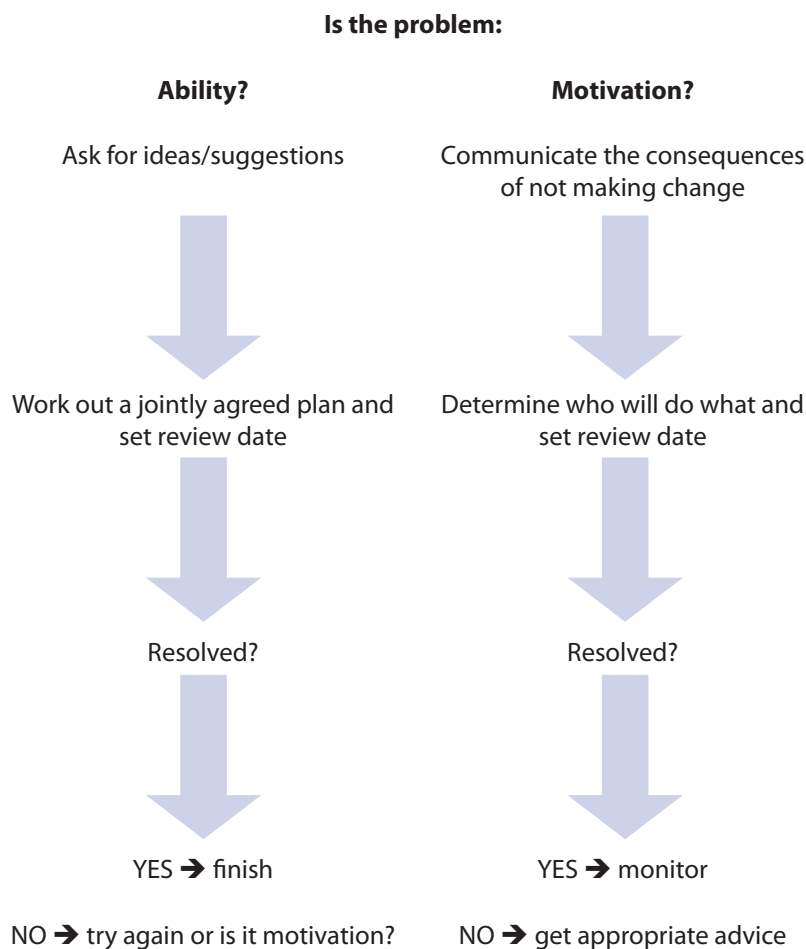 Is the problem:
Ability?
Ask for ideas/suggestions
Work out a jointly agreed plan and
set review date
Resolved?
YES ➔ finish
NO ➔ try again or is it motivation?
Motivation?
Communicate the consequences
of not making change
Determine who will do what and
set review date
Resolved?
YES ➔ monitor
NO ➔ get appropriate advice